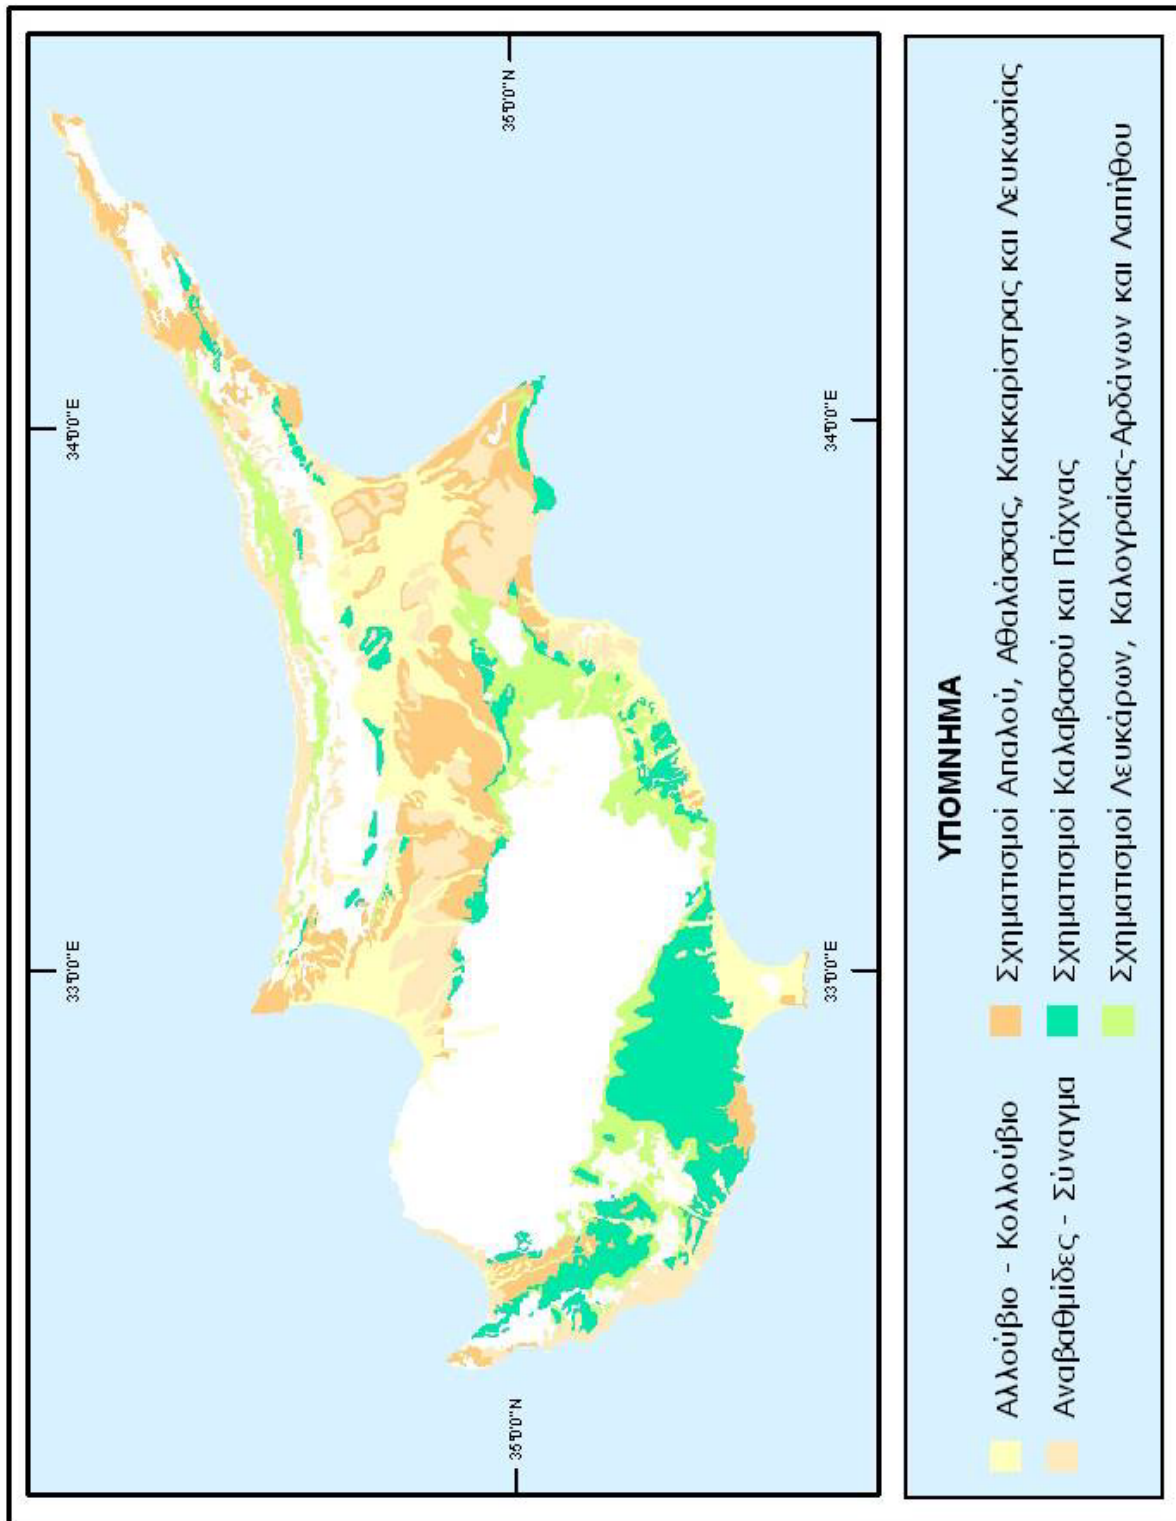 34°0'0"E
33°0'0"E
35°0'0"N
35°0'0"N
34°0'0"E
33°0'0"E
ΥΠΟΜΝΗΜΑ
Αλλούβιο - Κολλούβιο
Αναβαθμίδες - Σύναγμα
Σχηματισμοί Απαλού, Αθαλάσσας, Κακκαρίστρας και Λευκωσίας
Σχηματισμοί Καλαβασού και Πάχνας
Σχηματισμοί Λευκάρων, Καλογραίας-Αρδάνων και Λαπήθου